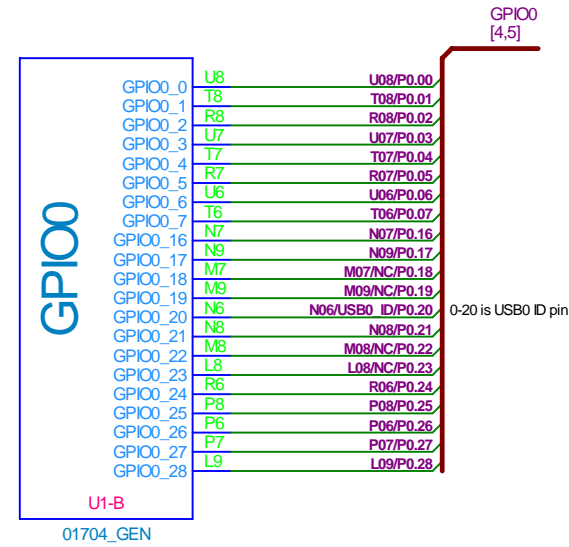 GPIO0
[4,5]
GPIO0_0 U8 U08/P0.00
GPIO0_1 T8 T08/P0.01
GPIO0_2 R8 R08/P0.02
GPIO0_3 U7 U07/P0.03
GPIO0_4 T7 T07/P0.04
GPIO0_5 R7 R07/P0.05
GPIO0_6 U6 U06/P0.06
GPIO0_7 T6 T06/P0.07
GPIO0_16 N7 N07/P0.16
GPIO0_17 N9 N09/P0.17
GPIO0_18 M7 M07/NC/P0.18
GPIO0_19 M9 M09/NC/P0.19
GPIO0_20 N6 N06/USB0_ID/P0.20 0-20 is USB0 ID pin
GPIO0_21 N8 N08/P0.21
GPIO0_22 M8 M08/NC/P0.22
GPIO0_23 L8 L08/NC/P0.23
GPIO0_24 R6 R06/P0.24
GPIO0_25 P8 P08/P0.25
GPIO0_26 P6 P06/P0.26
GPIO0_27 P7 P07/P0.27
GPIO0_28 L9 L09/P0.28
GPIO0
U1-B
01704_GEN